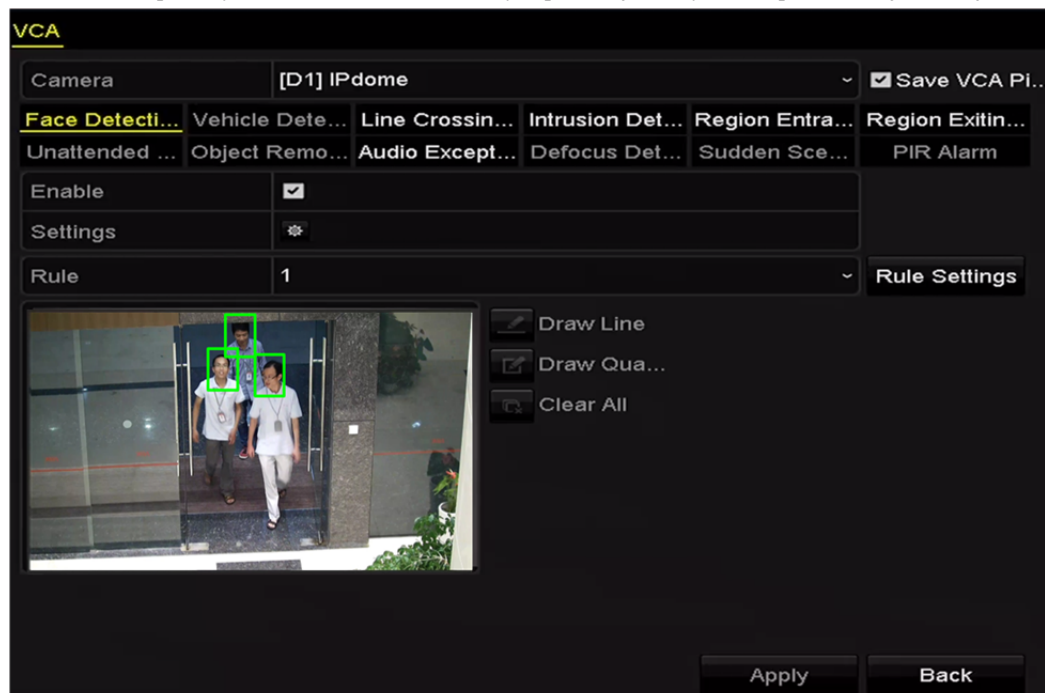 VCA
Camera [D1] IPdome Save VCA Pi..
Face Detecti... Vehicle Dete... Line Crossin... Intrusion Det... Region Entra... Region Exitin...
Unattended ... Object Remo... Audio Except... Defocus Det... Sudden Sce... PIR Alarm
Enable
Settings
Rule 1 Rule Settings
Draw Line
Draw Qua...
Clear All
Apply Back